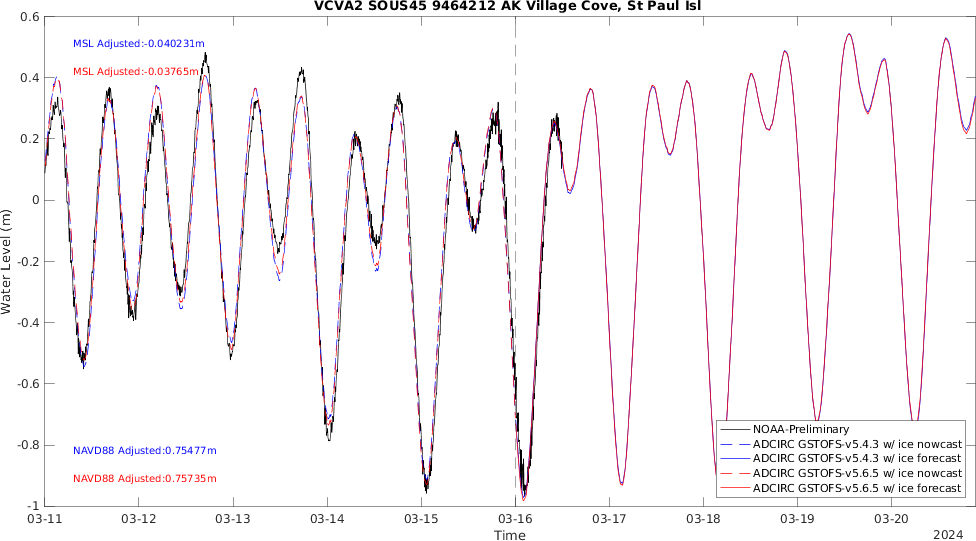 VCVA2 SOUS45 9464212 AK Village Cove, St Paul Isl
0.6
MSL Adjusted:-0.040231m
MSL Adjusted:-0.03765m
0.4
0.2
0
-0.2
-0.4
-0.6
-0.8
-1
Water Level (m)
NAVD88 Adjusted:0.75477m
NAVD88 Adjusted:0.75735m
NOAA-Preliminary
ADCIRC GSTOFS-v5.4.3 w/ ice nowcast
ADCIRC GSTOFS-v5.4.3 w/ ice forecast
ADCIRC GSTOFS-v5.6.5 w/ ice nowcast
ADCIRC GSTOFS-v5.6.5 w/ ice forecast
03-11 03-12 03-13 03-14 03-15 03-16 03-17 03-18 03-19 03-20
Time
2024